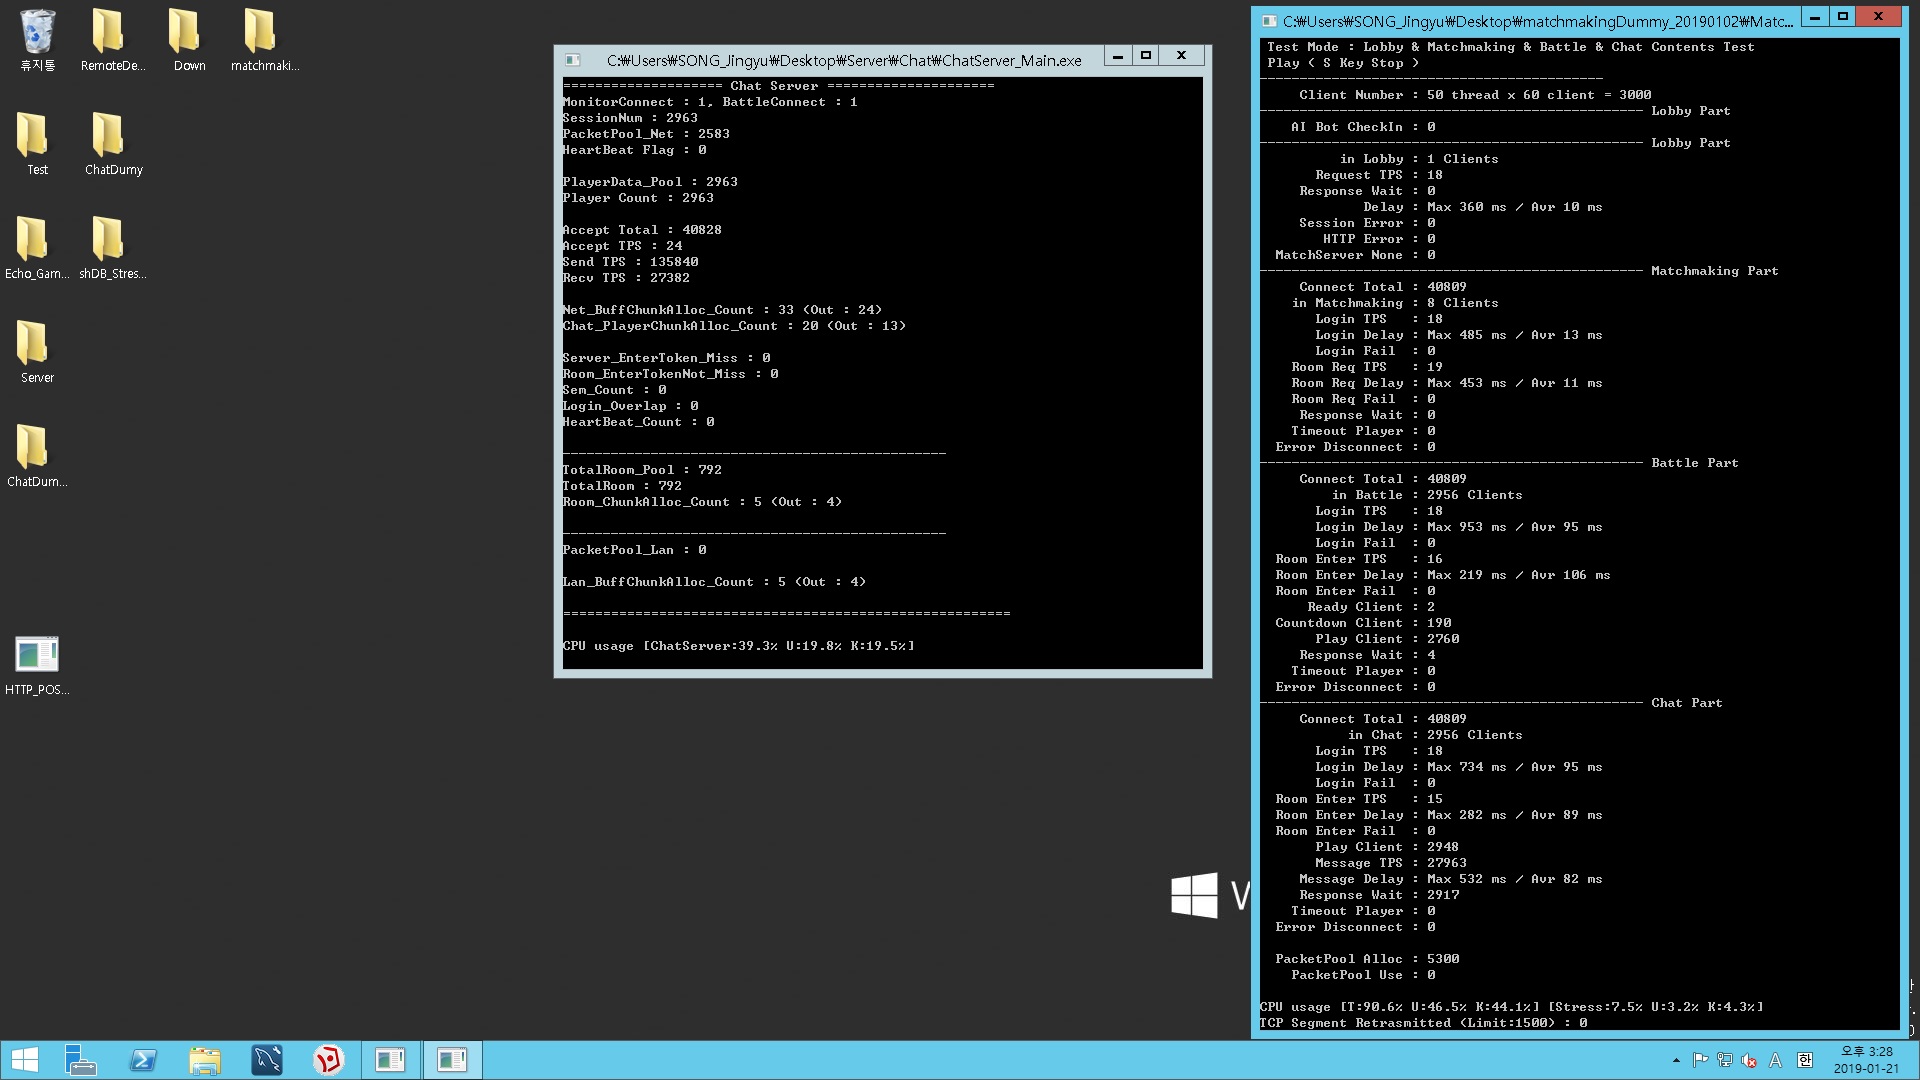 휴지통
RemoteDe...
Down
matchmaki...
Test
ChatDumy
Echo_Gam...
shDB_Stres...
Server
ChatDum...
HTTP_POS...
C:₩Users₩SONG_Jingyu₩Desktop₩Server₩Chat₩ChatServer_Main.exe
==================== Chat Server =====================
MonitorConnect : 1, BattleConnect : 1
SessionNum : 2963
PacketPool_Net : 2583
HeartBeat Flag : 0
PlayerData_Pool : 2963
Player Count : 2963
Accept Total : 40828
Accept TPS : 24
Send TPS : 135840
Recv TPS : 27382
Net_BuffChunkAlloc_Count : 33 (Out : 24)
Chat_PlayerChunkAlloc_Count : 20 (Out : 13)
Server_EnterToken_Miss : 0
Room_EnterTokenNot_Miss : 0
Sem_Count : 0
Login_Overlap : 0
HeartBeat_Count : 0
------------------------------------------------
TotalRoom_Pool : 792
TotalRoom : 792
Room_ChunkAlloc_Count : 5 (Out : 4)
------------------------------------------------
PacketPool_Lan : 0
Lan_BuffChunkAlloc_Count : 5 (Out : 4)
========================================================
CPU usage [ChatServer:39.3% U:19.8% K:19.5%]
C:₩Users₩SONG_Jingyu₩Desktop₩matchmakingDummy_20190102₩Matc...
Test Mode : Lobby & Matchmaking & Battle & Chat Contents Test
Play ( S Key Stop )
-------------------------------------------
Client Number : 50 thread x 60 client = 3000
------------------------------------------------ Lobby Part
AI Bot CheckIn : 0
------------------------------------------------ Lobby Part
in Lobby : 1 Clients
Request TPS : 18
Response Wait : 0
Delay : Max 360 ms / Avr 10 ms
Session Error : 0
HTTP Error : 0
MatchServer None : 0
------------------------------------------------ Matchmaking Part
Connect Total : 40809
in Matchmaking : 8 Clients
Login TPS : 18
Login Delay : Max 485 ms / Avr 13 ms
Login Fail : 0
Room Req TPS : 19
Room Req Delay : Max 453 ms / Avr 11 ms
Room Req Fail : 0
Response Wait : 0
Timeout Player : 0
Error Disconnect : 0
------------------------------------------------ Battle Part
Connect Total : 40809
in Battle : 2956 Clients
Login TPS : 18
Login Delay : Max 953 ms / Avr 95 ms
Login Fail : 0
Room Enter TPS : 16
Room Enter Delay : Max 219 ms / Avr 106 ms
Room Enter Fail : 0
Ready Client : 2
Countdown Client : 190
Play Client : 2760
Response Wait : 4
Timeout Player : 0
Error Disconnect : 0
------------------------------------------------ Chat Part
Connect Total : 40809
in Chat : 2956 Clients
Login TPS : 18
Login Delay : Max 734 ms / Avr 95 ms
Login Fail : 0
Room Enter TPS : 15
Room Enter Delay : Max 282 ms / Avr 89 ms
Room Enter Fail : 0
Play Client : 2948
Message TPS : 27963
Message Delay : Max 532 ms / Avr 82 ms
Response Wait : 2917
Timeout Player : 0
Error Disconnect : 0
PacketPool Alloc : 5300
PacketPool Use : 0
CPU usage [T:90.6% U:46.5% K:44.1%] [Stress:7.5% U:3.2% K:4.3%]
TCP Segment Retrasmitted (Limit:1500) : 0
A 한
오후 3:28
2019-01-21